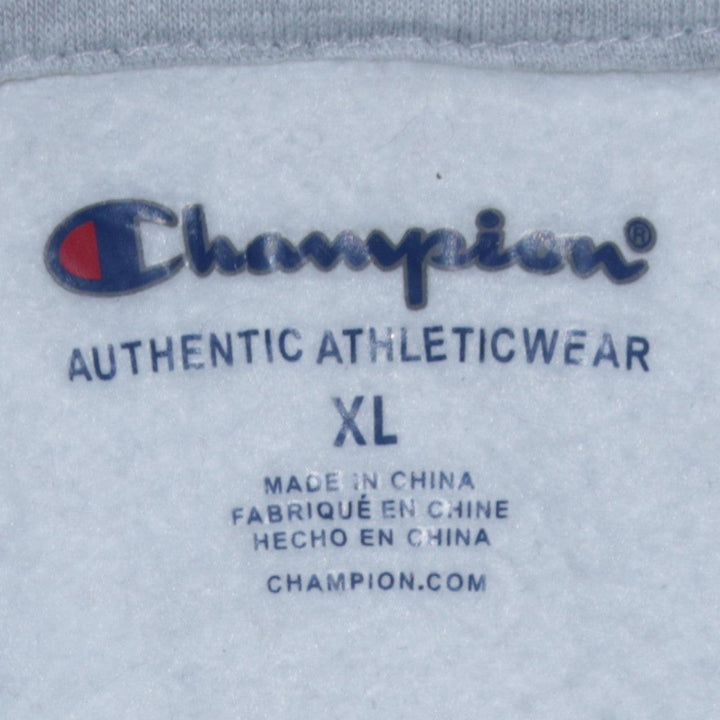 Champion®
AUTHENTIC ATHLETICWEAR
XL
MADE IN CHINA
FABRIQUÉ EN CHINE
HECHO EN CHINA
CHAMPION.COM